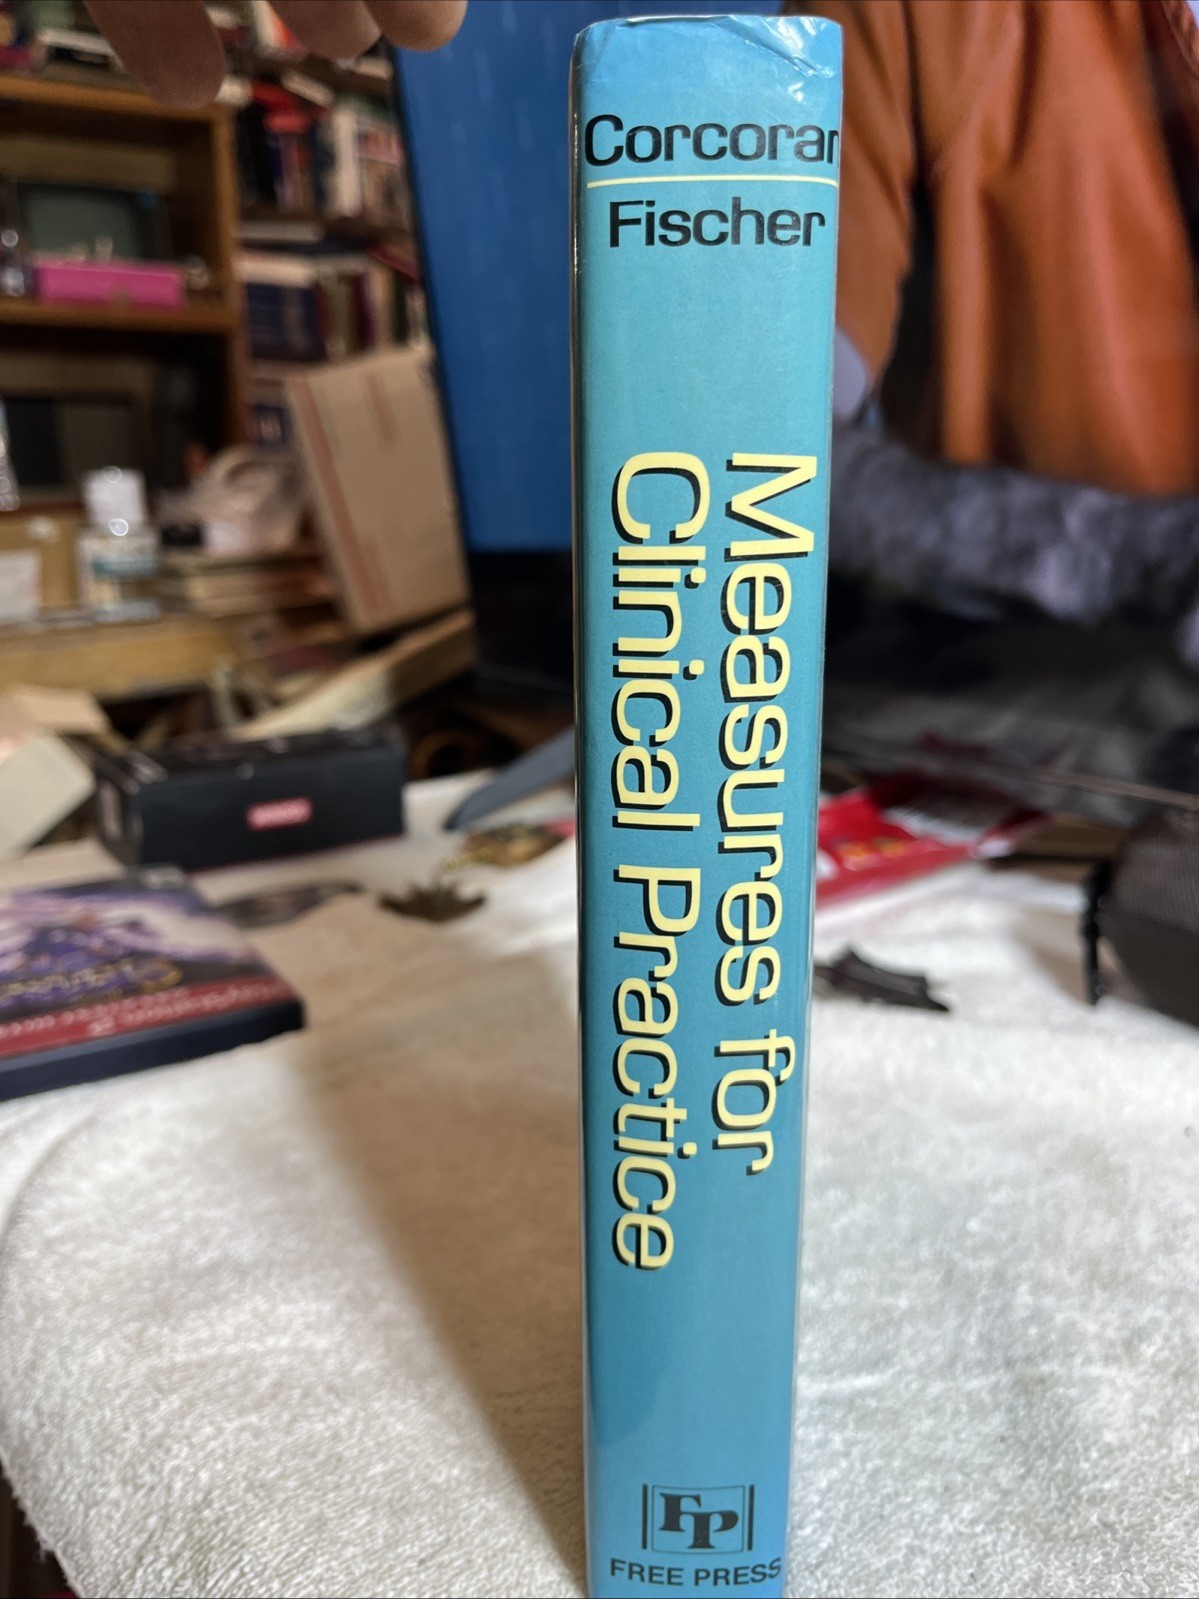 Corcoran
Fischer
Measures for
Clinical Practice
FP
FREE PRESS